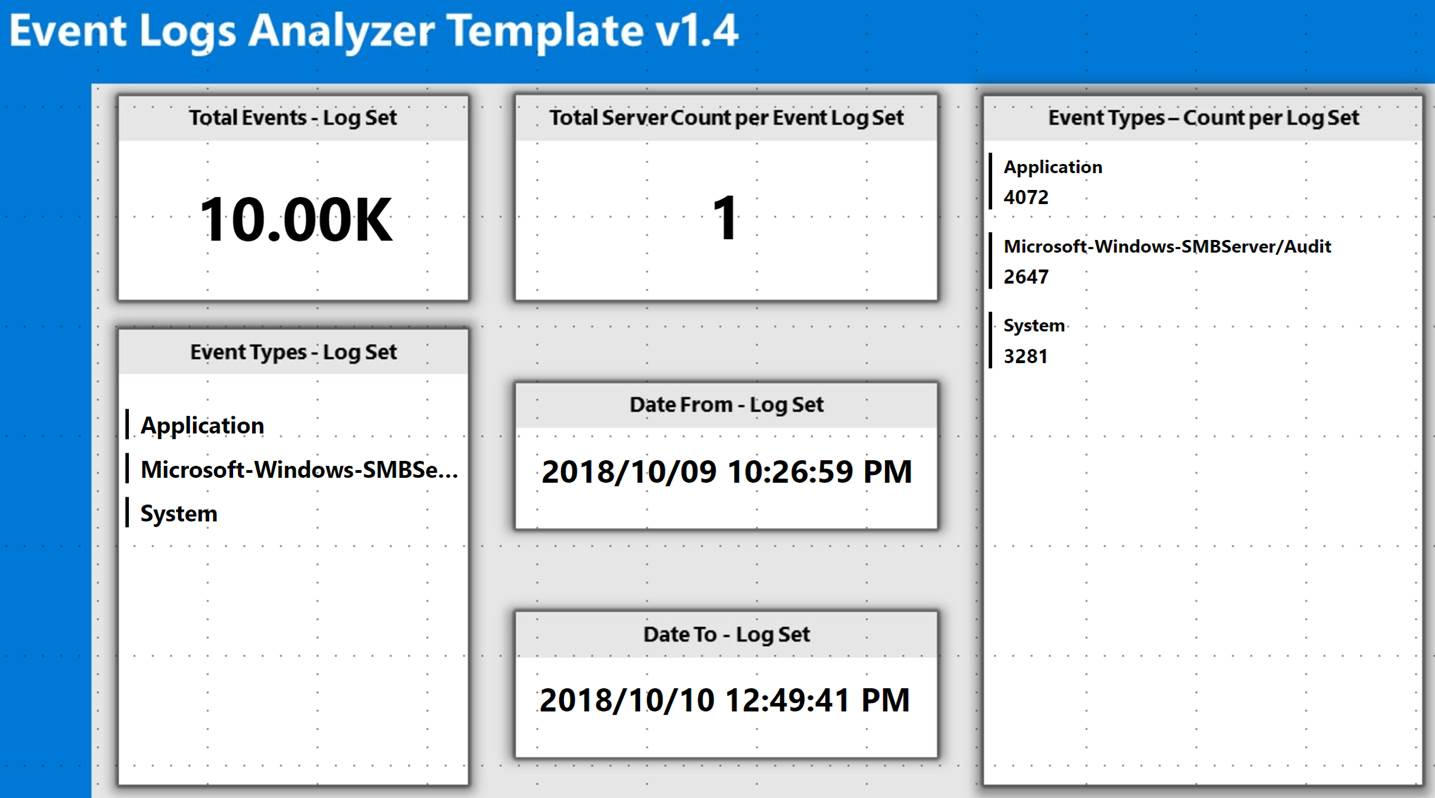 Event Logs Analyzer Template v1.4
Total Events - Log Set
10.00K
Total Server Count per Event Log Set
1
Event Types – Count per Log Set
Application
4072
Microsoft-Windows-SMBServer/Audit
2647
System
3281
Event Types - Log Set
Application
Microsoft-Windows-SMBSe...
System
Date From - Log Set
2018/10/09 10:26:59 PM
Date To - Log Set
2018/10/10 12:49:41 PM